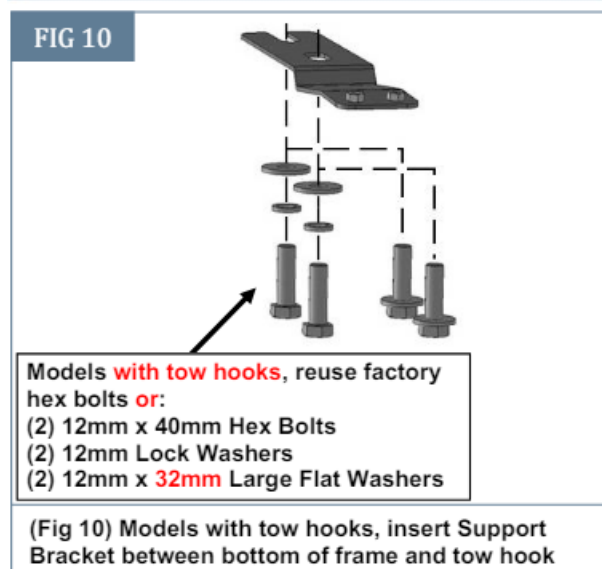 FIG 10
Models with tow hooks, reuse factory
hex bolts or:
(2) 12mm x 40mm Hex Bolts
(2) 12mm Lock Washers
(2) 12mm x 32mm Large Flat Washers
(Fig 10) Models with tow hooks, insert Support
Bracket between bottom of frame and tow hook